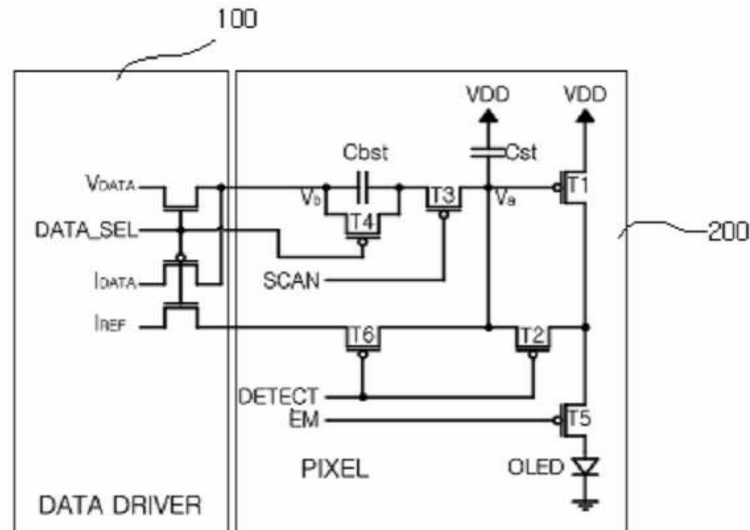 100
VDD VDD
Cbst Cst
VDATA Vb T3 Va T1
T4
DATA_SEL 200
SCAN
IDATA
IREF T6 T2
DETECT
EM T5
PIXEL OLED
DATA DRIVER